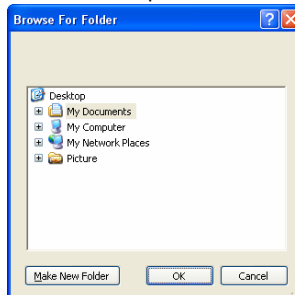 Browse For Folder
Desktop
My Documents
My Computer
My Network Places
Picture
Make New Folder OK Cancel